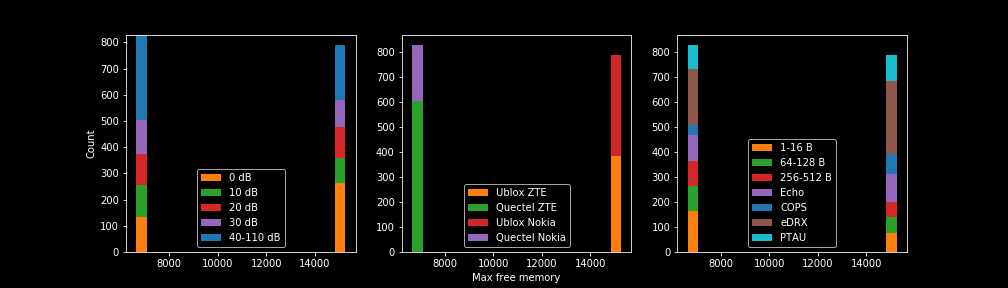 Count
800
700
600
500
400
300
200
100
0
8000 10000 12000 14000
0 dB
10 dB
20 dB
30 dB
40-110 dB
800
700
600
500
400
300
200
100
0
8000 10000 12000 14000
Ublox ZTE
Quectel ZTE
Ublox Nokia
Quectel Nokia
Max free memory
800
700
600
500
400
300
200
100
0
8000 10000 12000 14000
1-16 B
64-128 B
256-512 B
Echo
COPS
eDRX
PTAU